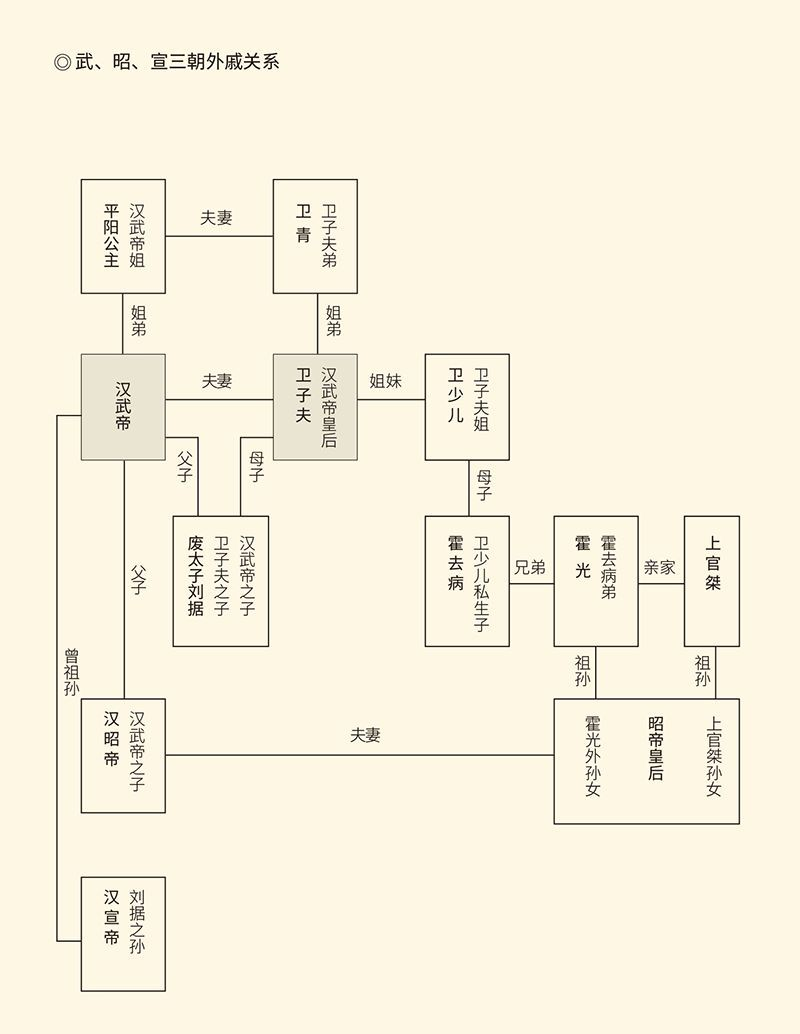 ◎武、昭、宣三朝外戚关系
汉武帝姐
平阳公主
夫妻
卫子夫弟
卫青
姐弟
姐弟
汉武帝
夫妻
汉武帝皇后
卫子夫
姐妹
卫子夫姐
卫少儿
父子
母子
母子
汉武帝之子
卫子夫之子
废太子刘据
卫少儿私生子
霍去病
兄弟
霍去病弟
霍光
亲家
上官桀
父子
曾祖孙
祖孙
祖孙
汉武帝之子
汉昭帝
夫妻
上官桀孙女
昭帝皇后
霍光外孙女
刘据之孙
汉宣帝